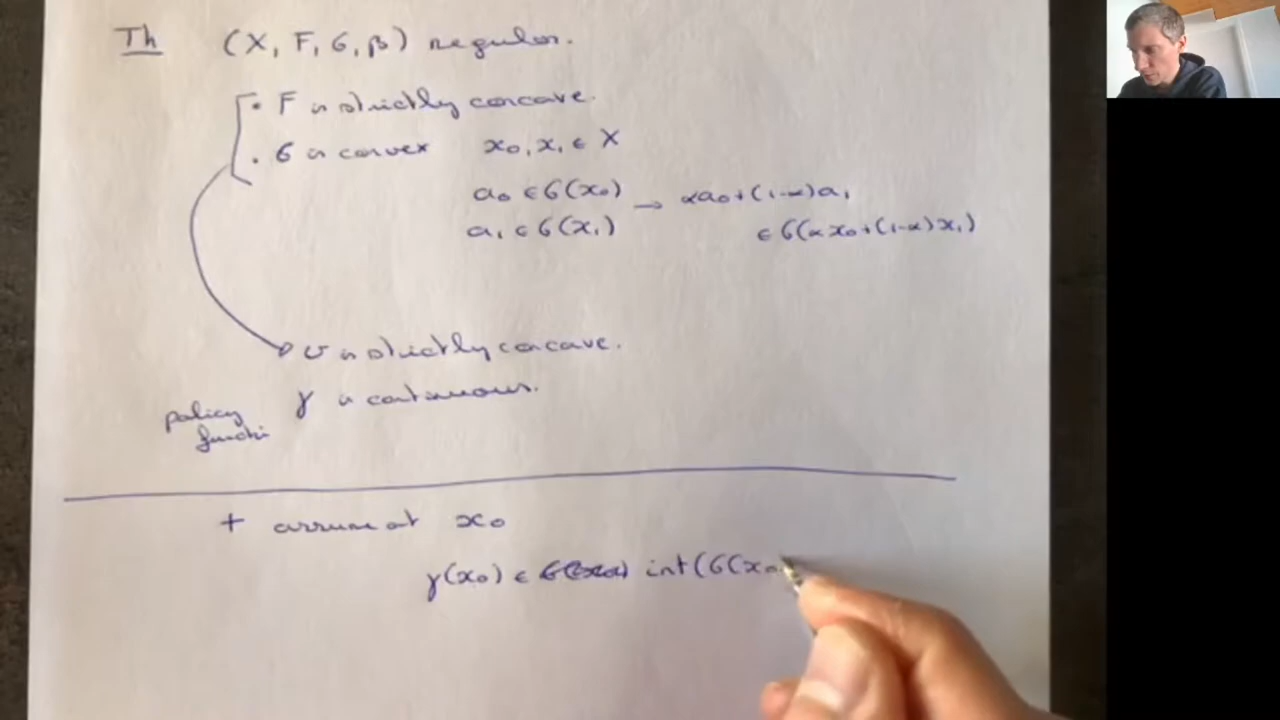 Th (X, F, G, β) regular.
• F is strictly concave.
• G is convex x₀, x₁ ∈ X
a₀ ∈ G(x₀) → αa₀ + (1-α)a₁
a₁ ∈ G(x₁) ∈ G(αx₀ + (1-α)x₁)
v is strictly concave.
γ is continuous.
policy
functi
+ assume at x₀
γ(x₀) ∈ int(G(x₀